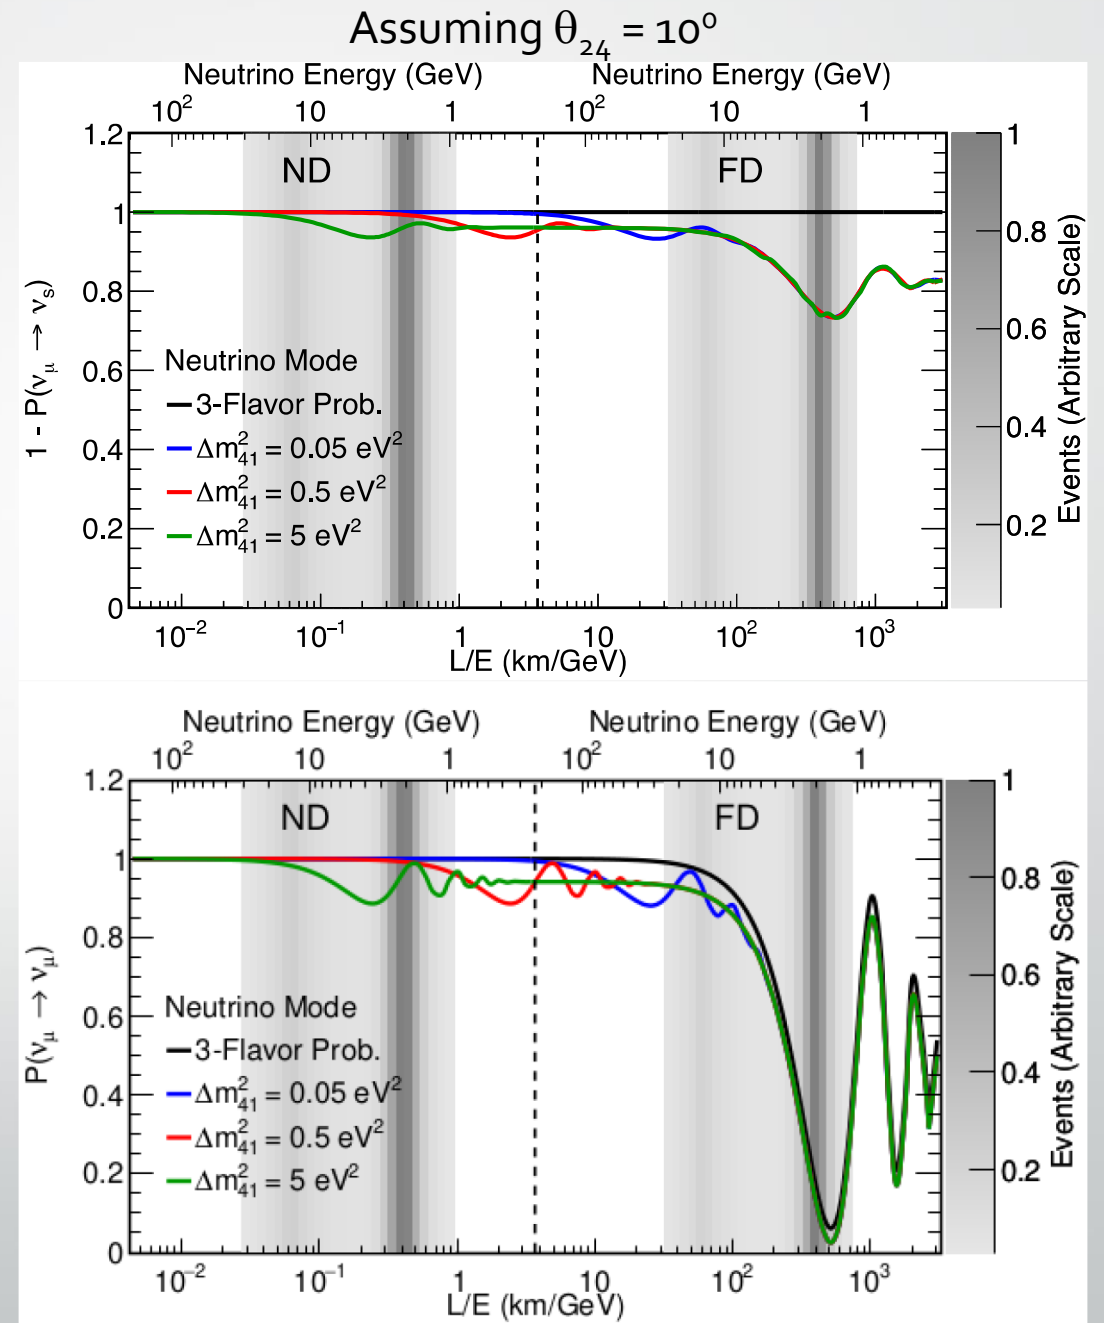 Assuming θ₂₄ = 10º
Neutrino Energy (GeV) Neutrino Energy (GeV)
10² 10 1 10² 10 1
1.2 1
ND FD
1
0.8
0.8
0.6
0.6
0.4
0.4
0.2
0.2
0
1 - P(νμ → νs)
Events (Arbitrary Scale)
Neutrino Mode
3-Flavor Prob.
Δm²₄₁ = 0.05 eV²
Δm²₄₁ = 0.5 eV²
Δm²₄₁ = 5 eV²
10⁻² 10⁻¹ 1 10 10² 10³
L/E (km/GeV)
Neutrino Energy (GeV) Neutrino Energy (GeV)
10² 10 1 10² 10 1
1.2 1
ND FD
1
0.8
0.8
0.6
0.6
0.4
0.4
0.2
0.2
0
P(νμ → νμ)
Events (Arbitrary Scale)
Neutrino Mode
3-Flavor Prob.
Δm²₄₁ = 0.05 eV²
Δm²₄₁ = 0.5 eV²
Δm²₄₁ = 5 eV²
10⁻² 10⁻¹ 1 10 10² 10³
L/E (km/GeV)